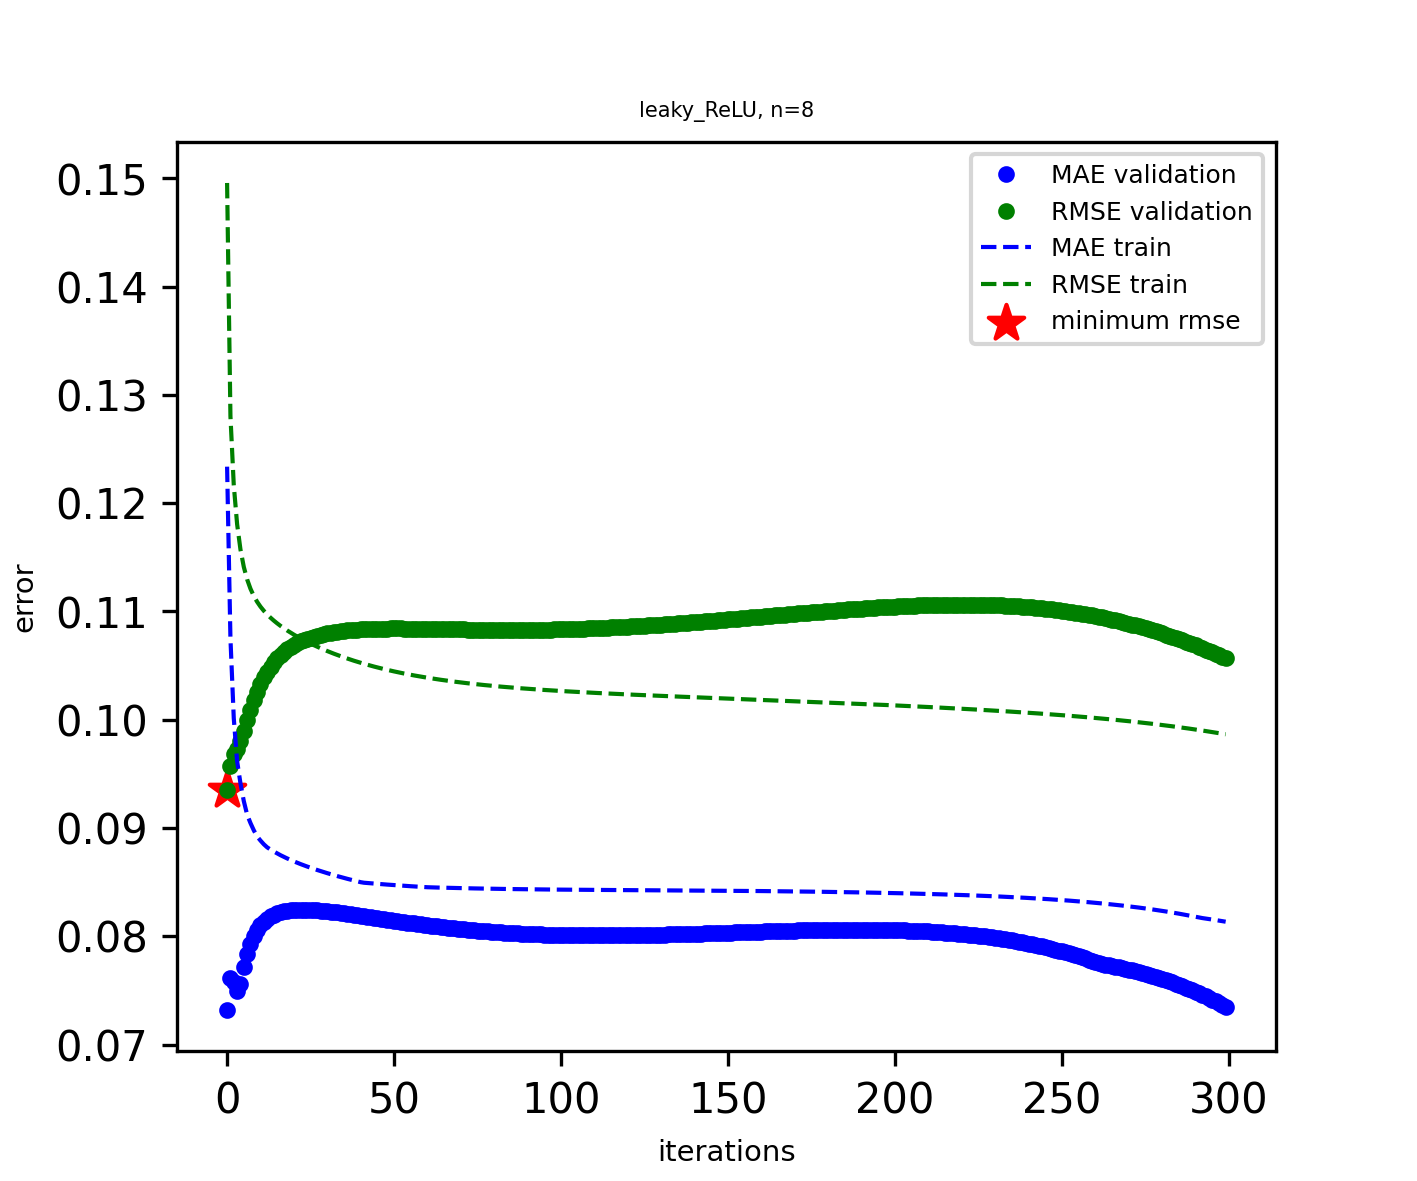 leaky_ReLU, n=8
MAE validation
RMSE validation
MAE train
RMSE train
minimum rmse
error
0.15
0.14
0.13
0.12
0.11
0.10
0.09
0.08
0.07
0 50 100 150 200 250 300
iterations